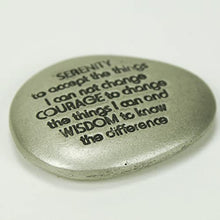 SERENITY
to accept the things
I can not change
COURAGE to change
the things I can and
WISDOM to know
the difference